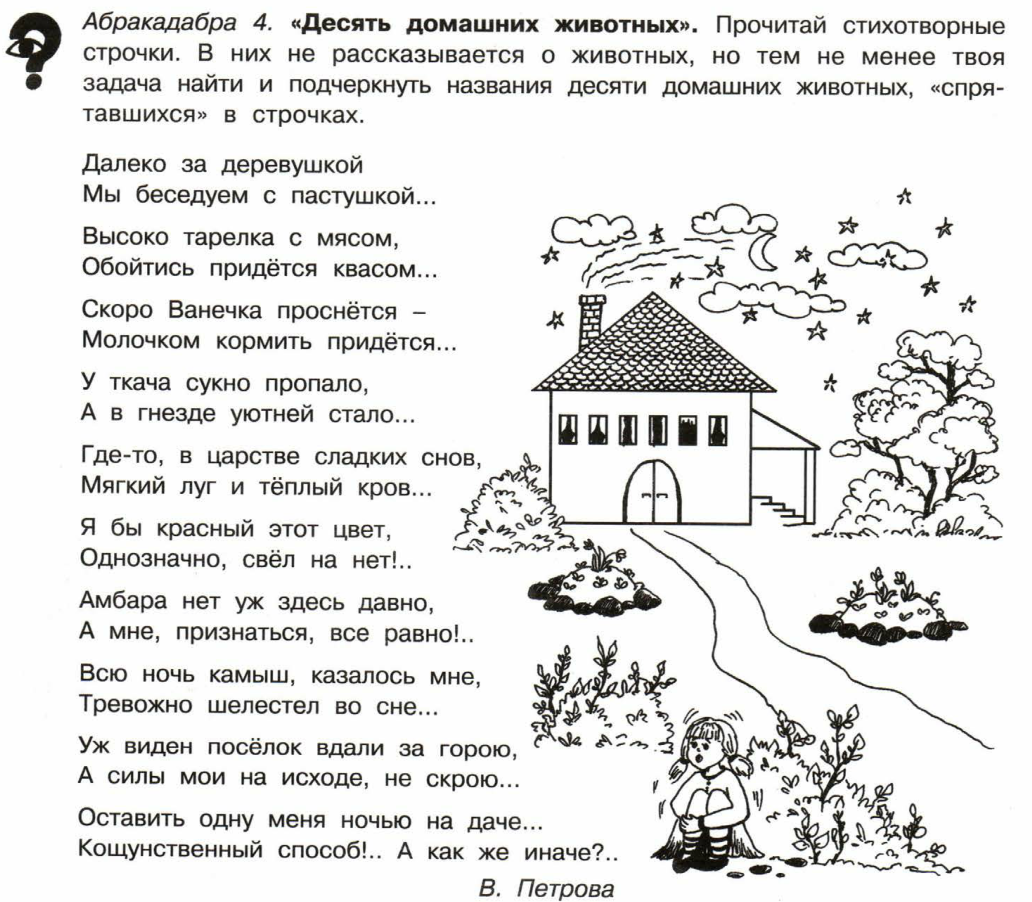 Абракадабра 4. «Десять домашних животных». Прочитай стихотворные
строчки. В них не рассказывается о животных, но тем не менее твоя
задача найти и подчеркнуть названия десяти домашних животных, «спря-
тавшихся» в строчках.
Далеко за деревушкой
Мы беседуем с пастушкой...
Высоко тарелка с мясом,
Обойтись придётся квасом...
Скоро Ванечка проснётся –
Молочком кормить придётся...
У ткача сукно пропало,
А в гнезде уютней стало...
Где-то, в царстве сладких снов,
Мягкий луг и тёплый кров...
Я бы красный этот цвет,
Однозначно, свёл на нет!..
Амбара нет уж здесь давно,
А мне, признаться, все равно!..
Всю ночь камыш, казалось мне,
Тревожно шелестел во сне...
Уж виден посёлок вдали за горою,
А силы мои на исходе, не скрою...
Оставить одну меня ночью на даче...
Кощунственный способ!.. А как же иначе?..
В. Петрова